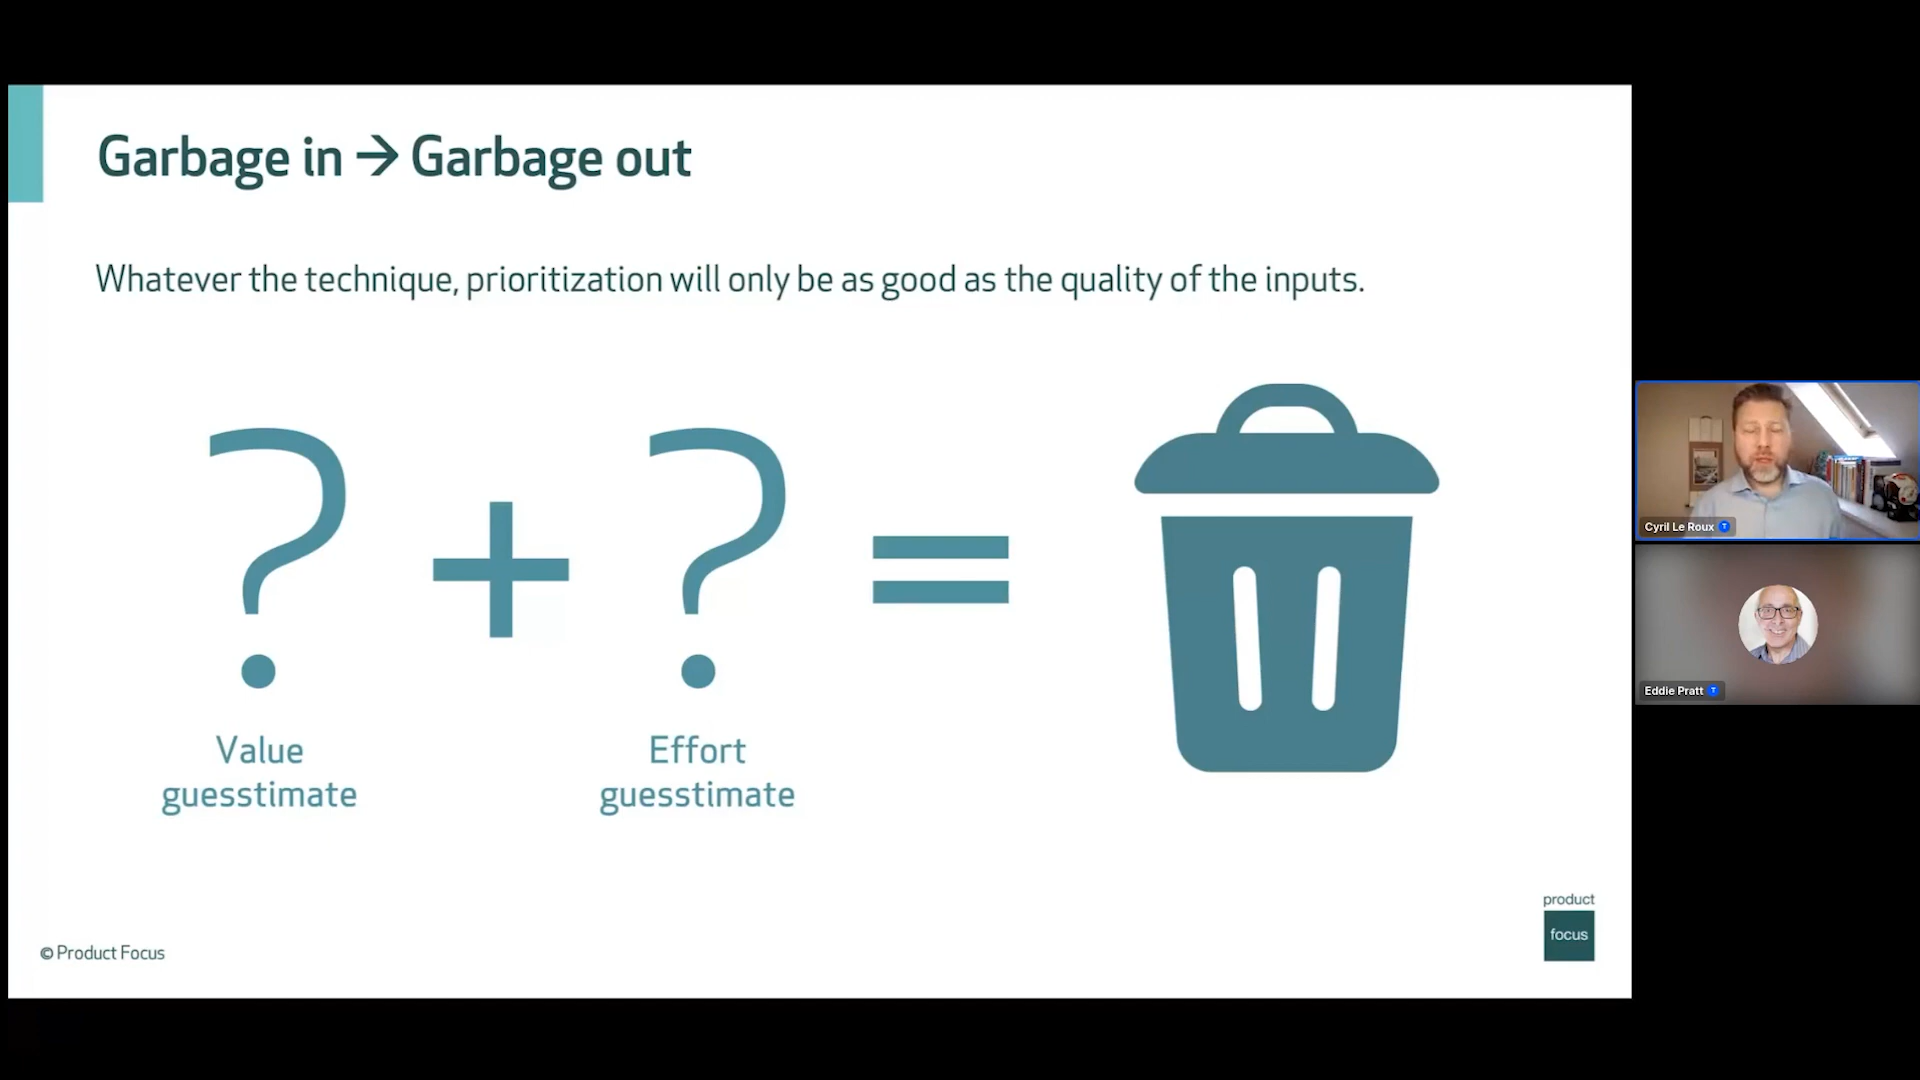 Garbage in → Garbage out
Whatever the technique, prioritization will only be as good as the quality of the inputs.
? + ? =
Value
guesstimate
Effort
guesstimate
© Product Focus
product
focus
Cyril Le Roux T
Eddie Pratt T